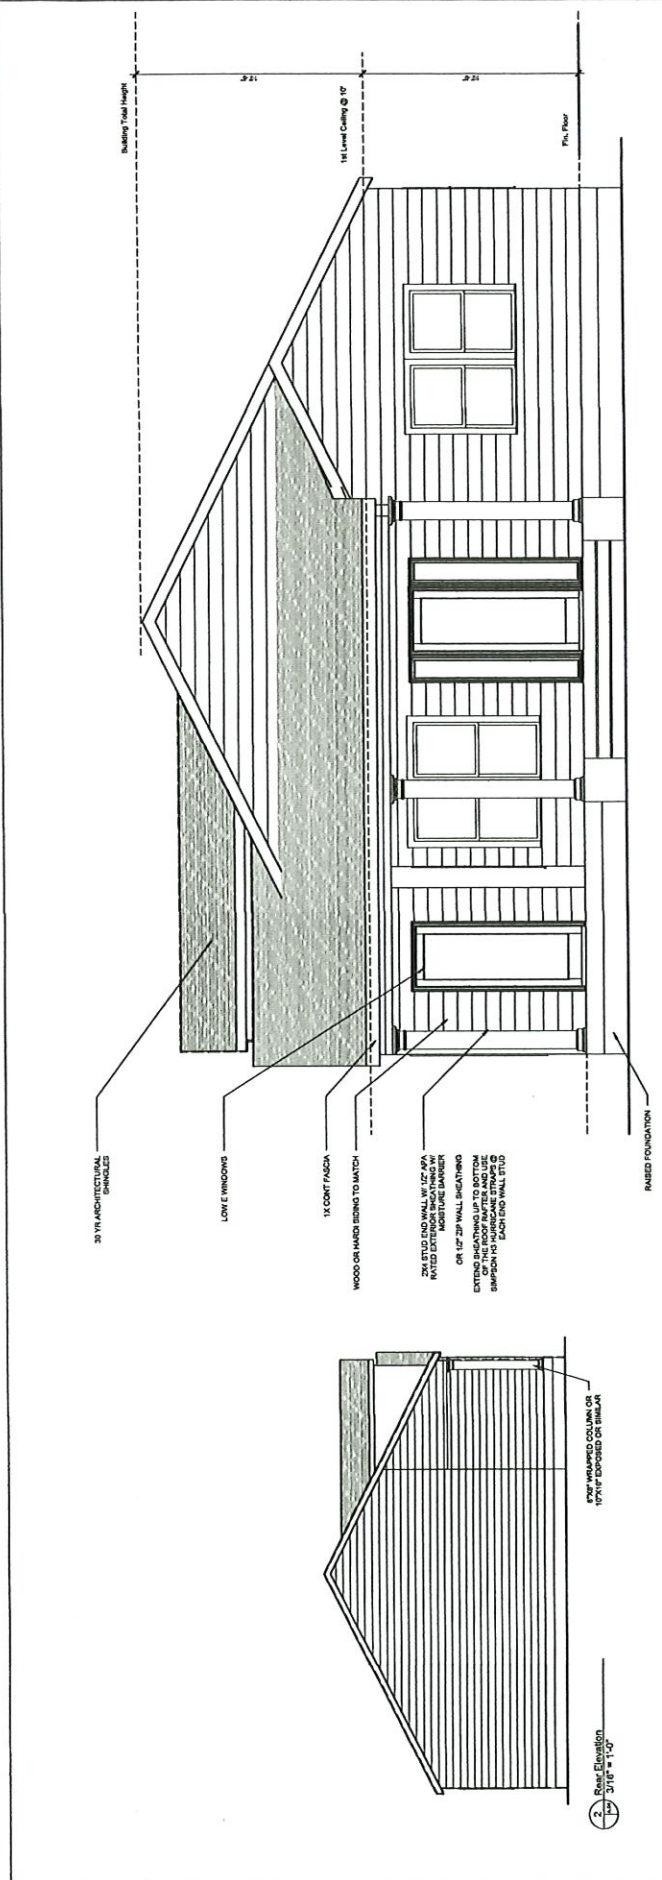 Building Total Height
1st Level Ceiling @ 10'
10'-0"
Fin. Floor
30 YR ARCHITECTURAL
SHINGLES
LOW E WINDOWS
1X CONT FASCIA
WOOD OR HARDI SIDING TO MATCH
2X4 STUD END WALL W/ 1/2" APA
RATED EXTERIOR SHEATHING W/
MOISTURE BARRIER
OR 1/2" ZIP WALL SHEATHING
EXTEND SHEATHING UP TO BOTTOM
OF THE ROOF RAFTER AND USE
SIMPSON H3 HURRICANE STRAPS @
EACH END WALL STUD
RAISED FOUNDATION
8"X8" WRAPPED COLUMN OR
10"X10" EXPOSED OR SIMILAR
2
Rear Elevation
3/16" = 1'-0"